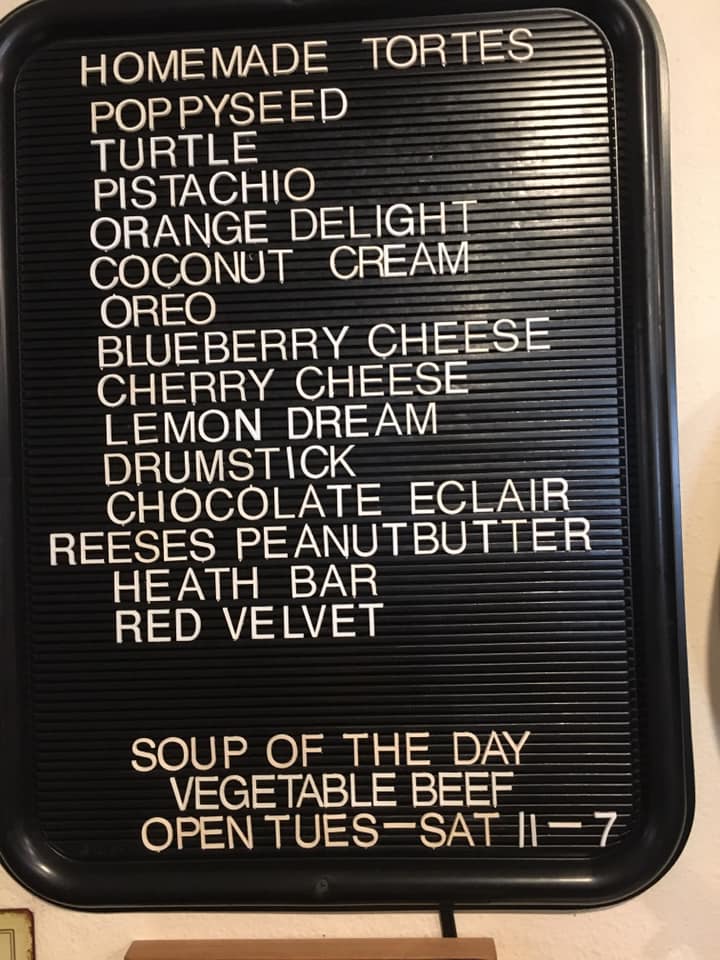 HOMEMADE TORTES
POPPYSEED
TURTLE
PISTACHIO
ORANGE DELIGHT
COCONUT CREAM
OREO
BLUEBERRY CHEESE
CHERRY CHEESE
LEMON DREAM
DRUMSTICK
CHOCOLATE ECLAIR
REESES PEANUTBUTTER
HEATH BAR
RED VELVET
SOUP OF THE DAY
VEGETABLE BEEF
OPEN TUES-SAT 11-7